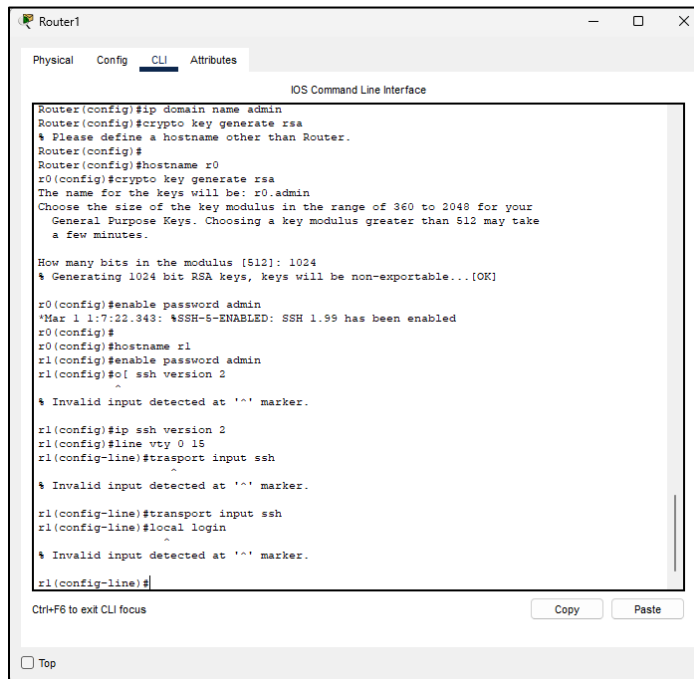 Router1
Physical Config CLI Attributes
IOS Command Line Interface
Router(config)#ip domain name admin
Router(config)#crypto key generate rsa
% Please define a hostname other than Router.
Router(config)#
Router(config)#hostname r0
r0(config)#crypto key generate rsa
The name for the keys will be: r0.admin
Choose the size of the key modulus in the range of 360 to 2048 for your
General Purpose Keys. Choosing a key modulus greater than 512 may take
a few minutes.
How many bits in the modulus [512]: 1024
% Generating 1024 bit RSA keys, keys will be non-exportable...[OK]
r0(config)#enable password admin
*Mar 1 1:7:22.343: %SSH-5-ENABLED: SSH 1.99 has been enabled
r0(config)#
r0(config)#hostname r1
r1(config)#enable password admin
r1(config)#o[ ssh version 2
^
% Invalid input detected at '^' marker.
r1(config)#ip ssh version 2
r1(config)#line vty 0 15
r1(config-line)#trasport input ssh
^
% Invalid input detected at '^' marker.
r1(config-line)#transport input ssh
r1(config-line)#local login
^
% Invalid input detected at '^' marker.
r1(config-line)#
Ctrl+F6 to exit CLI focus
Copy Paste
Top